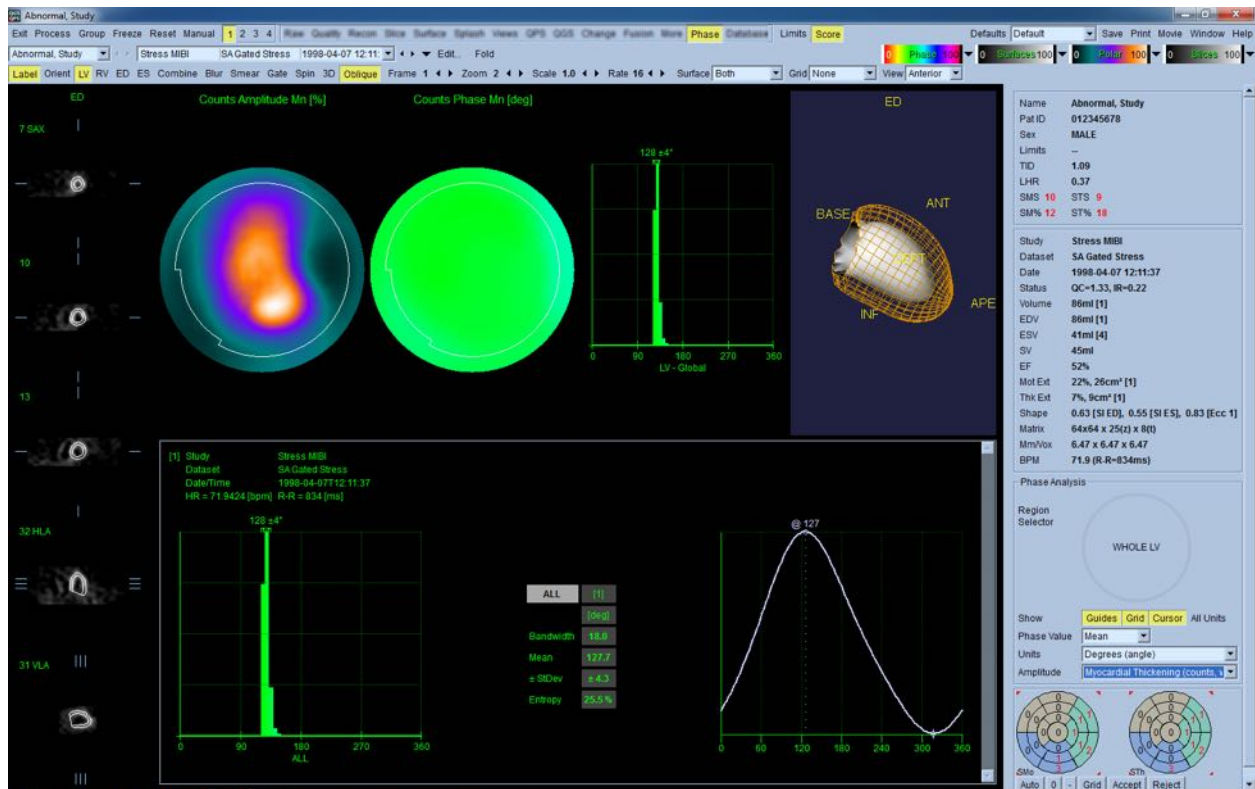 Abnormal, Study
Exit Process Group Freeze Reset Manual 1 2 3 4 Raw Quality Recon Slice Surface Splash Views QPS QGS Change Fusion More Phase Database Limits Score Defaults Default Save Print Movie Window Help
Abnormal, Study Stress MIBI SA Gated Stress 1998-04-07 12:11: Edit... Fold 0 Phase 100 0 Surfaces 100 0 Polar 100 0 Slices 100
Label Orient LV RV ED ES Combine Blur Smear Gate Spin 3D Oblique Frame 1 Zoom 2 Scale 1.0 Rate 16 Surface Both Grid None View Anterior
ED
7 SAX
10
13
32 HLA
31 VLA
Counts Amplitude Mn [%]
Counts Phase Mn [deg]
128 ±4°
0 90 180 270 360
LV - Global
ED
BASE
ANT
SEPT
INF
APE
[1] Study Stress MIBI
Dataset SA Gated Stress
Date/Time 1998-04-07T12:11:37
HR = 71.9424 [bpm] R-R = 834 [ms]
128 ±4°
0 90 180 270 360
ALL
ALL [1]
[deg]
Bandwidth 18.0
Mean 127.7
± StDev ± 4.3
Entropy 25.5 %
@ 127
0 60 120 180 240 300 360
Name Abnormal, Study
Pat ID 012345678
Sex MALE
Limits --
TID 1.09
LHR 0.37
SMS 10 STS 9
SM% 12 ST% 18
Study Stress MIBI
Dataset SA Gated Stress
Date 1998-04-07 12:11:37
Status QC=1.33, IR=0.22
Volume 86ml [1]
EDV 86ml [1]
ESV 41ml [4]
SV 45ml
EF 52%
Mot Ext 22%, 26cm² [1]
Thk Ext 7%, 9cm² [1]
Shape 0.63 [SI ED], 0.55 [SI ES], 0.83 [Ecc 1]
Matrix 64x64 x 25(z) x 8(t)
Mm/Vox 6.47 x 6.47 x 6.47
BPM 71.9 (R-R=834ms)
Phase Analysis
Region
Selector
WHOLE LV
Show Guides Grid Cursor All Units
Phase Value Mean
Units Degrees (angle)
Amplitude Myocardial Thickening (counts,
SMo
STh
Auto 0 - Grid Accept Reject